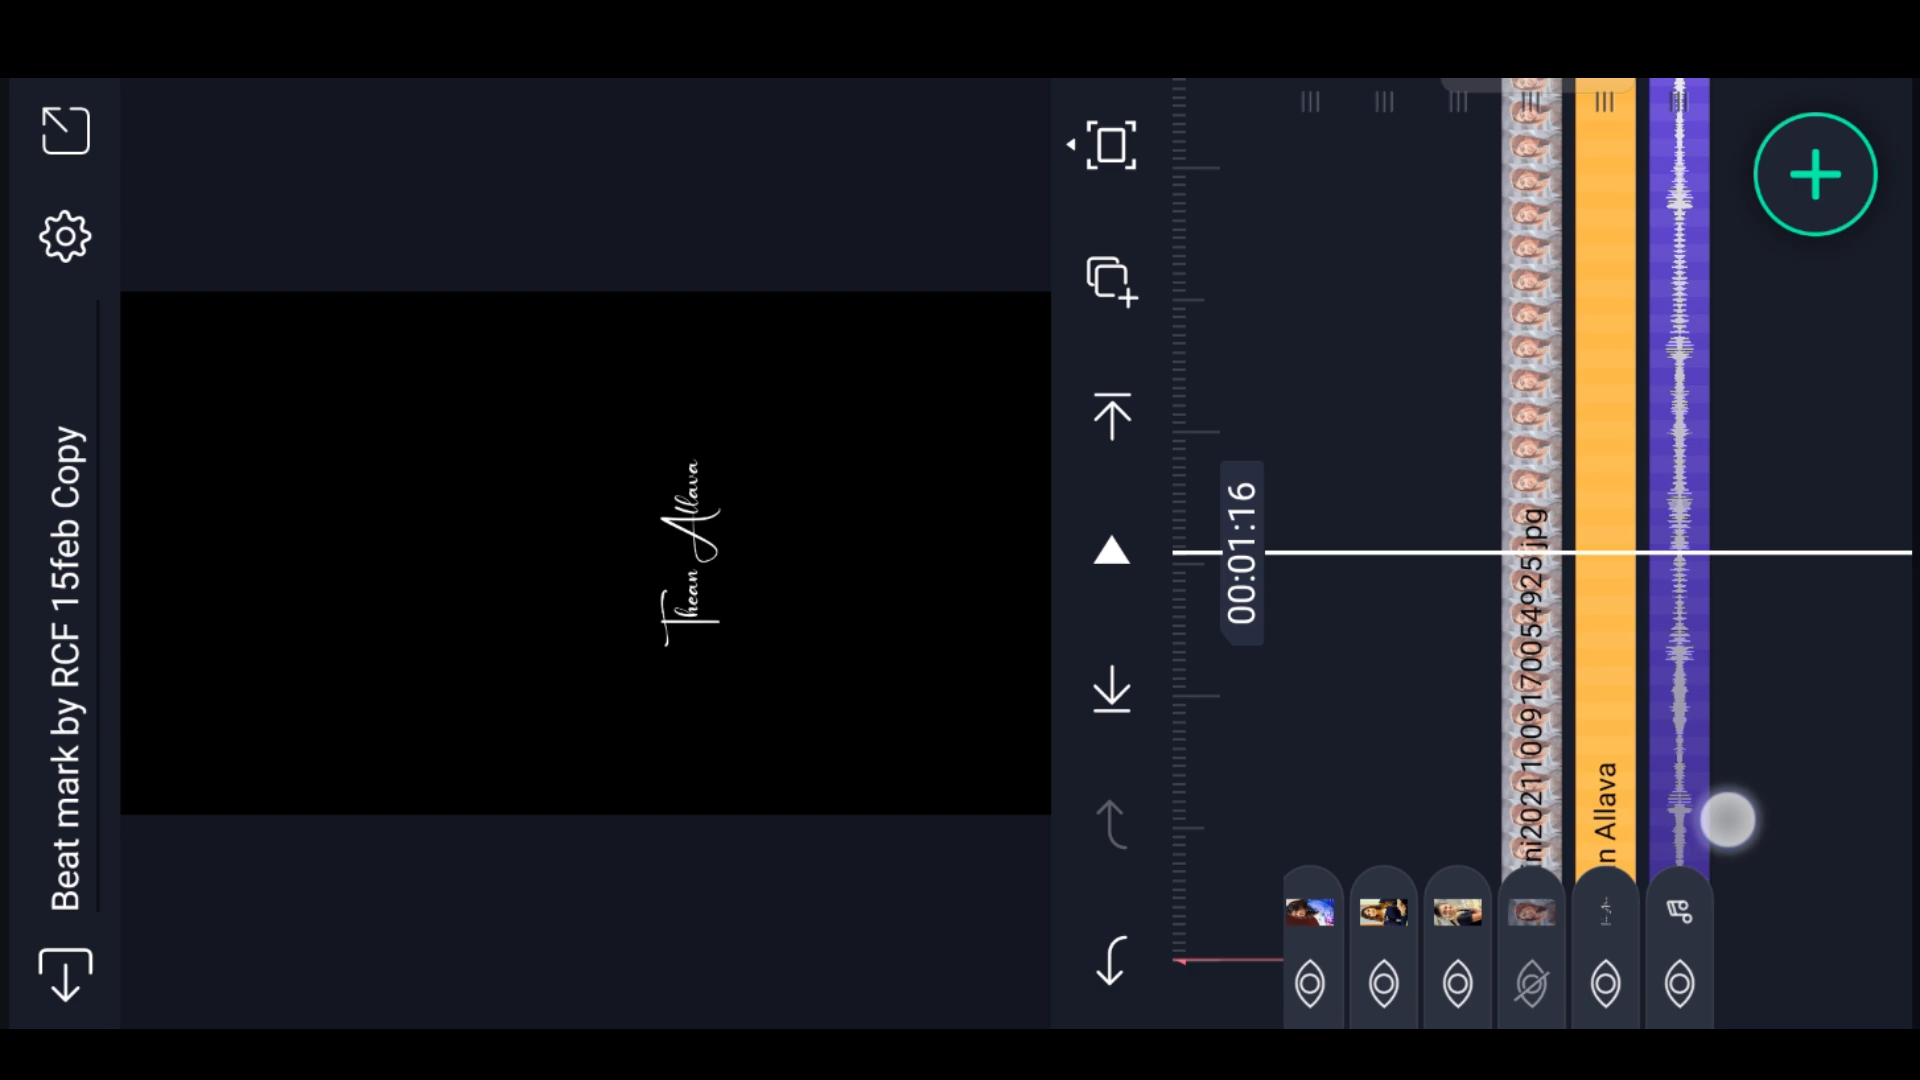 Beat mark by RCF 15feb Copy
Thean Allava
00:01:16
ni20211009170054925.jpg
n Allava